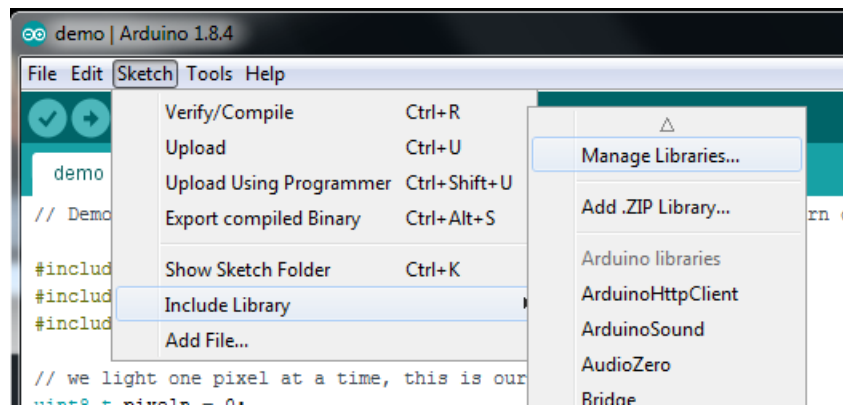 demo | Arduino 1.8.4
File Edit Sketch Tools Help
Verify/Compile Ctrl+R
Upload Ctrl+U
Upload Using Programmer Ctrl+Shift+U
Export compiled Binary Ctrl+Alt+S
Show Sketch Folder Ctrl+K
Include Library
Add File...
Manage Libraries...
Add .ZIP Library...
Arduino libraries
ArduinoHttpClient
ArduinoSound
AudioZero
Bridge
demo
// Demo
#includ
#includ
#includ
// we light one pixel at a time, this is our
uint8_t pixeln = 0;